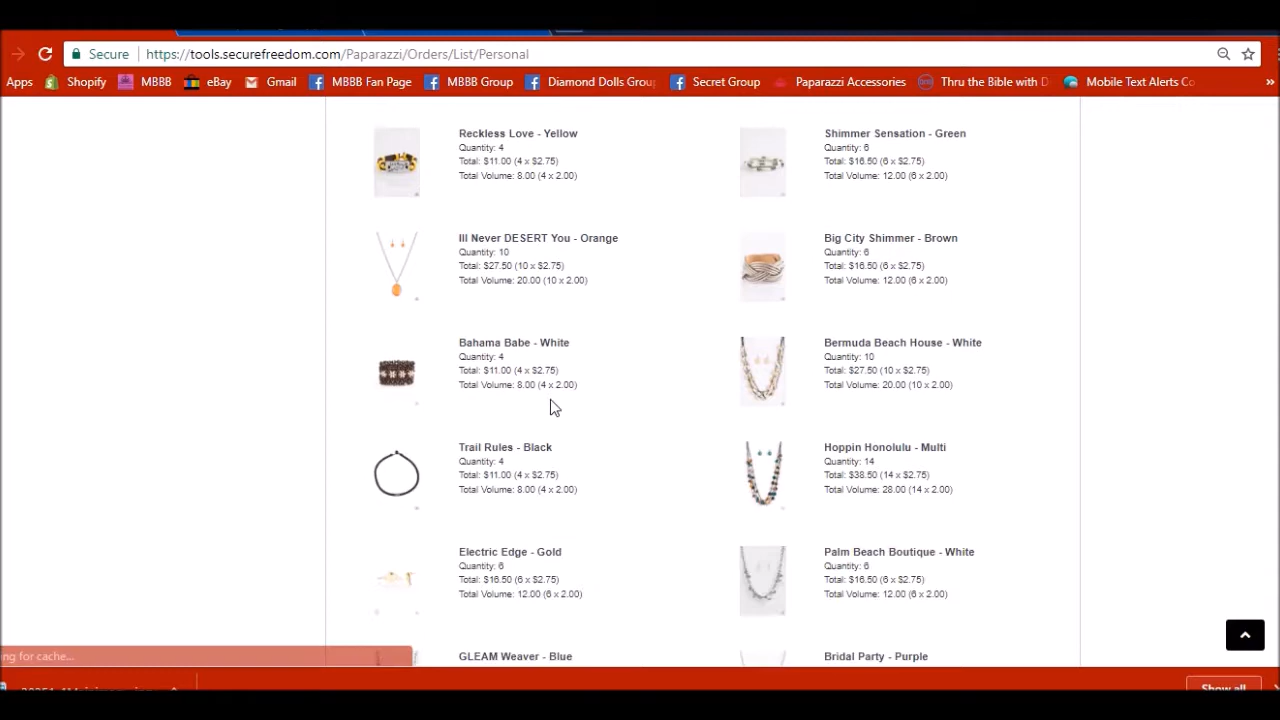 Secure https://tools.securefreedom.com/Paparazzi/Orders/List/Personal
Apps Shopify MBBB eBay Gmail MBBB Fan Page MBBB Group Diamond Dolls Grou Secret Group Paparazzi Accessories Thru the Bible with D Mobile Text Alerts Co »
Reckless Love - Yellow
Quantity: 4
Total: $11.00 (4 x $2.75)
Total Volume: 8.00 (4 x 2.00)
Shimmer Sensation - Green
Quantity: 6
Total: $16.50 (6 x $2.75)
Total Volume: 12.00 (6 x 2.00)
Ill Never DESERT You - Orange
Quantity: 10
Total: $27.50 (10 x $2.75)
Total Volume: 20.00 (10 x 2.00)
Big City Shimmer - Brown
Quantity: 6
Total: $16.50 (6 x $2.75)
Total Volume: 12.00 (6 x 2.00)
Bahama Babe - White
Quantity: 4
Total: $11.00 (4 x $2.75)
Total Volume: 8.00 (4 x 2.00)
Bermuda Beach House - White
Quantity: 10
Total: $27.50 (10 x $2.75)
Total Volume: 20.00 (10 x 2.00)
Trail Rules - Black
Quantity: 4
Total: $11.00 (4 x $2.75)
Total Volume: 8.00 (4 x 2.00)
Hoppin Honolulu - Multi
Quantity: 14
Total: $38.50 (14 x $2.75)
Total Volume: 28.00 (14 x 2.00)
Electric Edge - Gold
Quantity: 6
Total: $16.50 (6 x $2.75)
Total Volume: 12.00 (6 x 2.00)
Palm Beach Boutique - White
Quantity: 6
Total: $16.50 (6 x $2.75)
Total Volume: 12.00 (6 x 2.00)
GLEAM Weaver - Blue
Bridal Party - Purple
ng for cache...
Show all